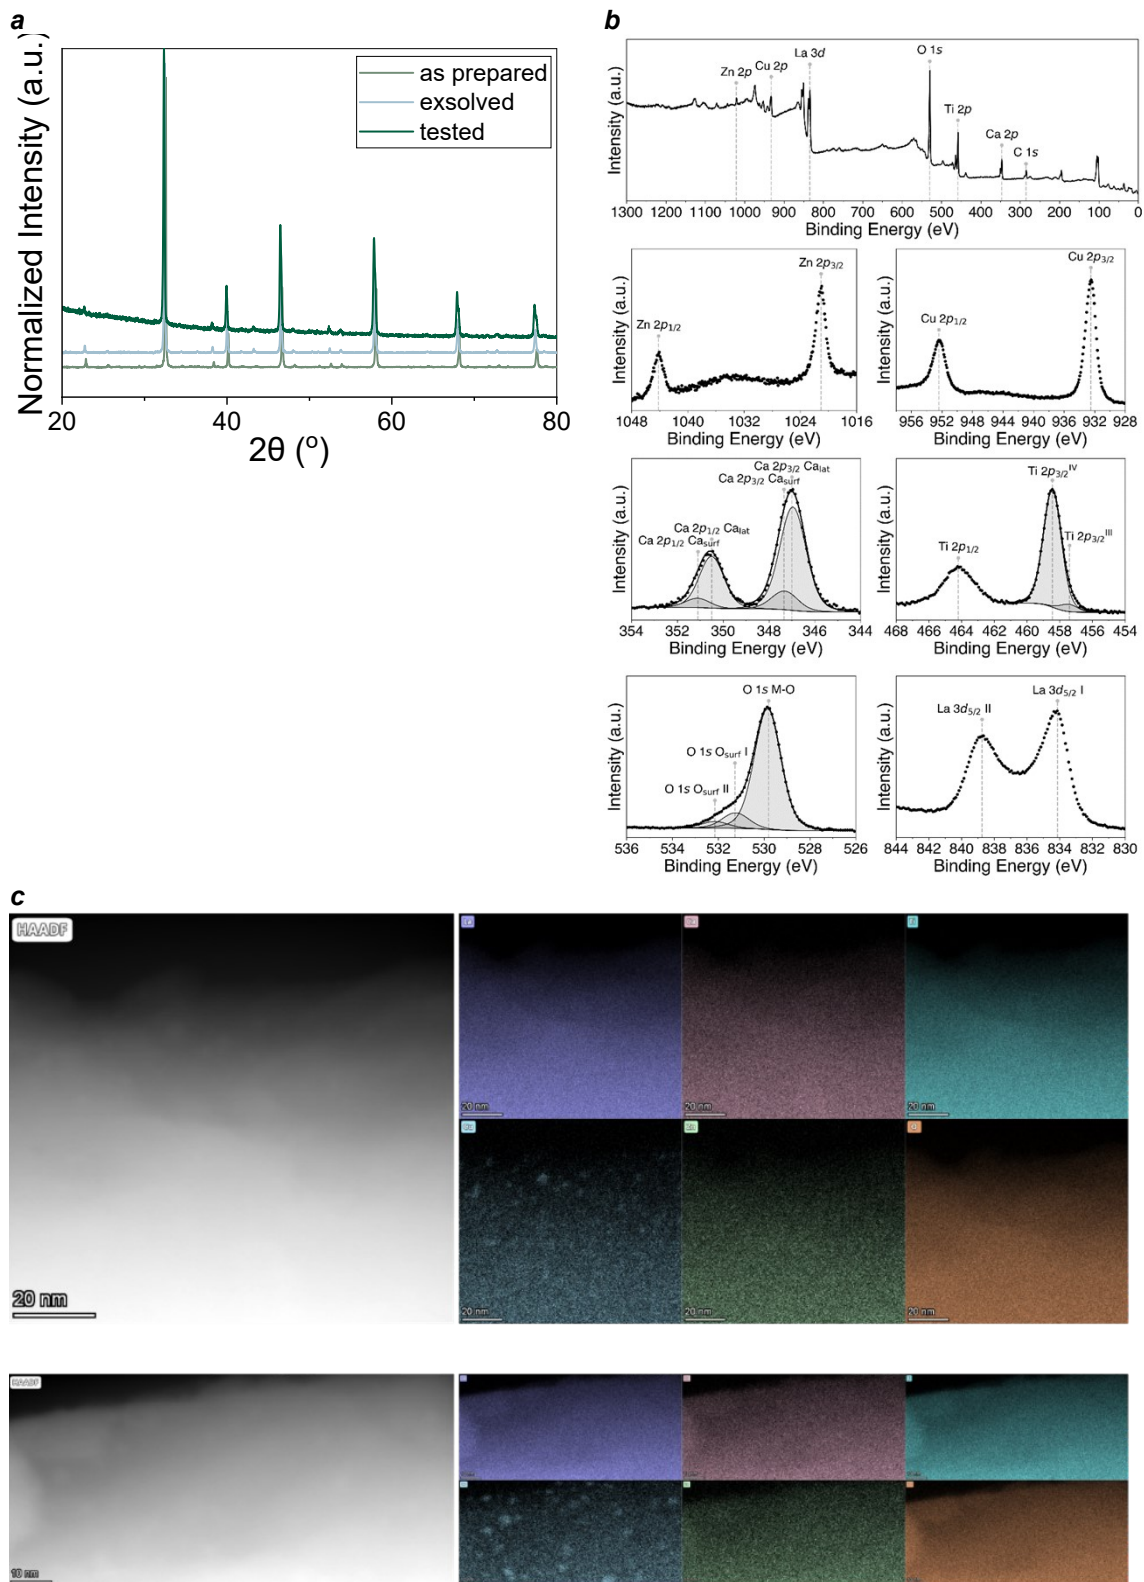 a
Normalized Intensity (a.u.)
as prepared
exsolved
tested
20 40 60 80
2θ (°)
b
Intensity (a.u.)
Zn 2p
Cu 2p
La 3d
O 1s
Ti 2p
Ca 2p
C 1s
1300 1200 1100 1000 900 800 700 600 500 400 300 200 100 0
Binding Energy (eV)
Intensity (a.u.)
Zn 2p1/2
Zn 2p3/2
1048 1040 1032 1024 1016
Binding Energy (eV)
Intensity (a.u.)
Cu 2p1/2
Cu 2p3/2
956 952 948 944 940 936 932 928
Binding Energy (eV)
Intensity (a.u.)
Ca 2p3/2 Calat
Ca 2p3/2 Casurf
Ca 2p1/2 Calat
Ca 2p1/2 Casurf
354 352 350 348 346 344
Binding Energy (eV)
Intensity (a.u.)
Ti 2p3/2IV
Ti 2p3/2III
Ti 2p1/2
468 466 464 462 460 458 456 454
Binding Energy (eV)
Intensity (a.u.)
O 1s M-O
O 1s Osurf I
O 1s Osurf II
536 534 532 530 528 526
Binding Energy (eV)
Intensity (a.u.)
La 3d5/2 I
La 3d5/2 II
844 842 840 838 836 834 832 830
Binding Energy (eV)
c
HAADF
20 nm
20 nm
20 nm
20 nm
20 nm
20 nm
20 nm
HAADF
10 nm